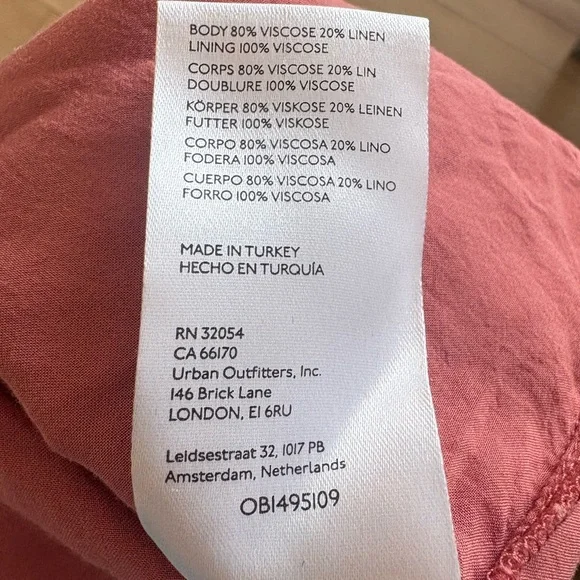 BODY 80% VISCOSE 20% LINEN
LINING 100% VISCOSE
CORPS 80% VISCOSE 20% LIN
DOUBLURE 100% VISCOSE
KÖRPER 80% VISKOSE 20% LEINEN
FUTTER 100% VISKOSE
CORPO 80% VISCOSA 20% LINO
FODERA 100% VISCOSA
CUERPO 80% VISCOSA 20% LINO
FORRO 100% VISCOSA
MADE IN TURKEY
HECHO EN TURQUÍA
RN 32054
CA 66170
Urban Outfitters, Inc.
146 Brick Lane
LONDON, E1 6RU
Leidsestraat 32, 1017 PB
Amsterdam, Netherlands
OB1495109